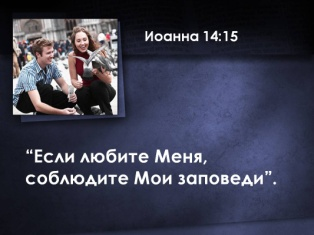 Иоанна 14:15
“Если любите Меня,
соблюдите Мои заповеди”.